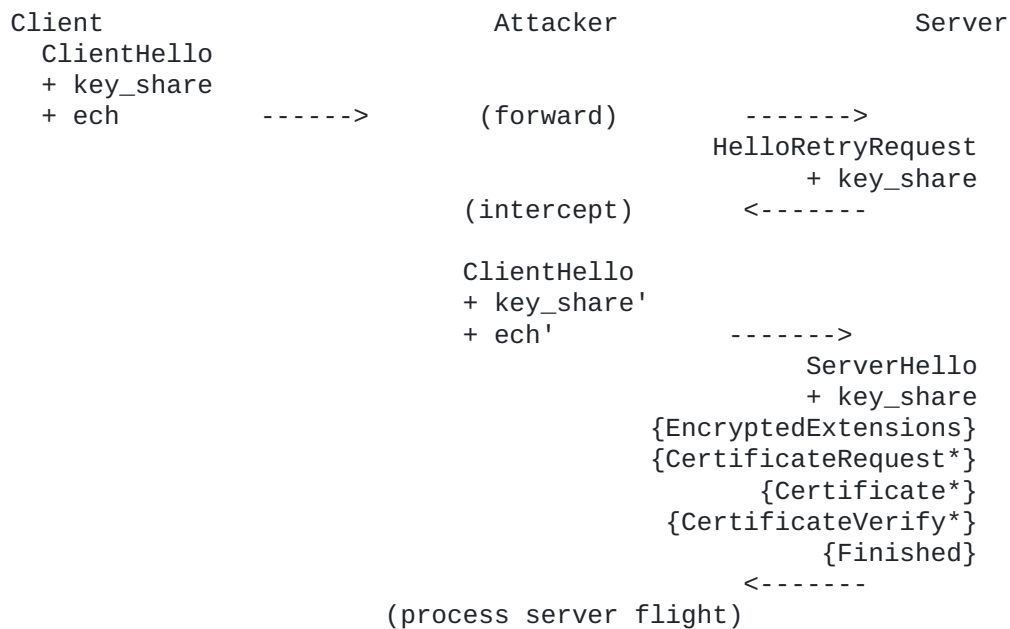 Client                         Attacker                   Server
  ClientHello
  + key_share
  + ech         ------>       (forward)        ------->
                                             HelloRetryRequest
                                                   + key_share
                             (intercept)       <-------

                             ClientHello
                             + key_share'
                             + ech'           ------->
                                                   ServerHello
                                                   + key_share
                                         {EncryptedExtensions}
                                         {CertificateRequest*}
                                                {Certificate*}
                                          {CertificateVerify*}
                                                    {Finished}
                                               <-------
                        (process server flight)